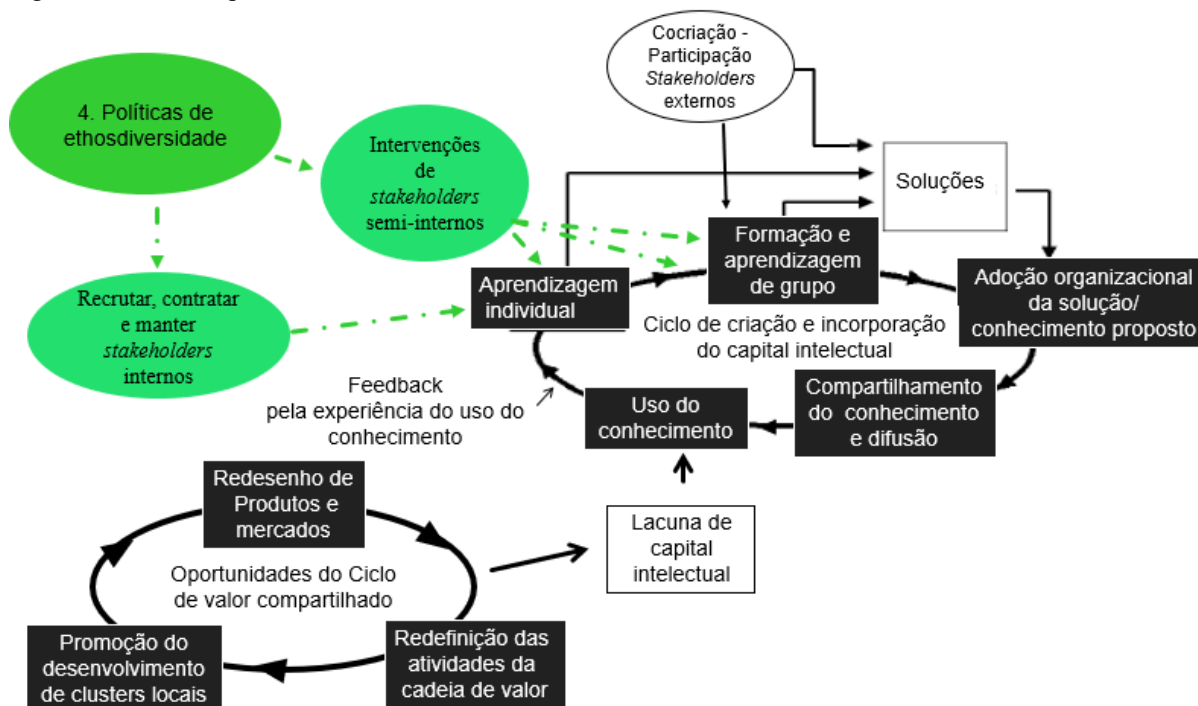 Cocriação -
Participação
Stakeholders
externos
4. Políticas de
ethosdiversidade
Intervenções
de
stakeholders
semi-internos
Soluções
Formação e
aprendizagem
de grupo
Aprendizagem
individual
Adoção organizacional
da solução/
conhecimento proposto
Recrutar, contratar
e manter
stakeholders
internos
Ciclo de criação e incorporação
do capital intelectual
Feedback
pela experiência do uso do
conhecimento
Uso do
conhecimento
Compartilhamento
do conhecimento
e difusão
Redesenho de
Produtos e
mercados
Lacuna de
capital
intelectual
Oportunidades do Ciclo
de valor compartilhado
Promoção do
desenvolvimento
de clusters locais
Redefinição das
atividades da
cadeia de valor